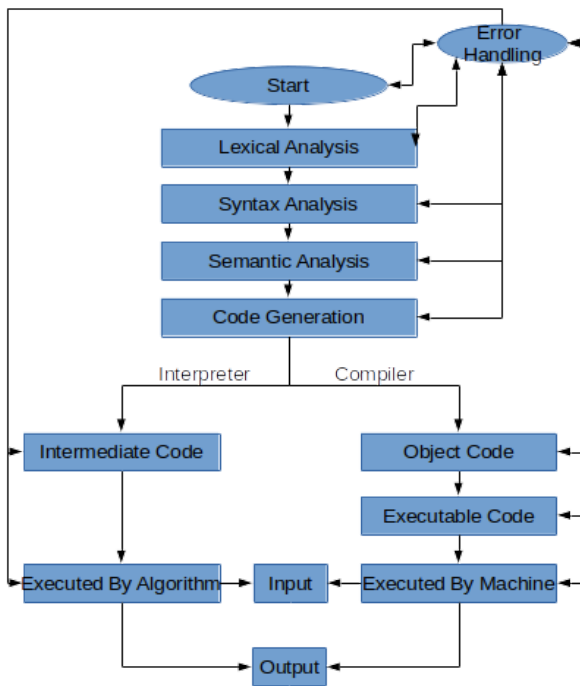 Error
Handling
Start
Lexical Analysis
Syntax Analysis
Semantic Analysis
Code Generation
Interpreter
Compiler
Intermediate Code
Object Code
Executable Code
Executed By Algorithm
Input
Executed By Machine
Output